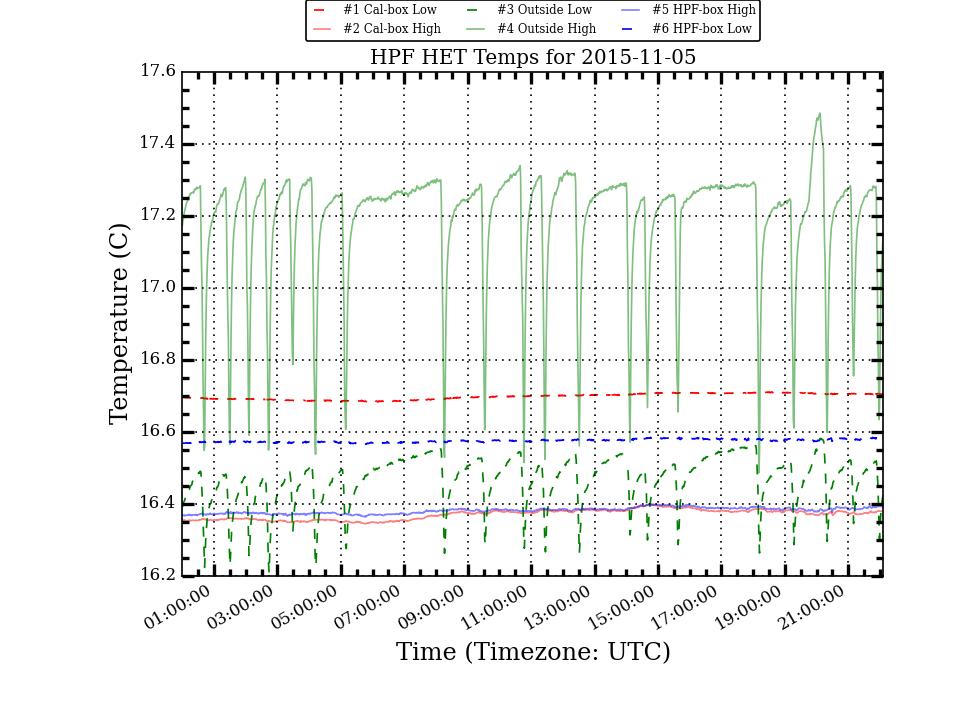 #1 Cal-box Low #3 Outside Low #5 HPF-box High
#2 Cal-box High #4 Outside High #6 HPF-box Low
HPF HET Temps for 2015-11-05
17.6
17.4
17.2
17.0
16.8
16.6
16.4
16.2
Temperature (C)
01:00:00 03:00:00 05:00:00 07:00:00 09:00:00 11:00:00 13:00:00 15:00:00 17:00:00 19:00:00 21:00:00
Time (Timezone: UTC)